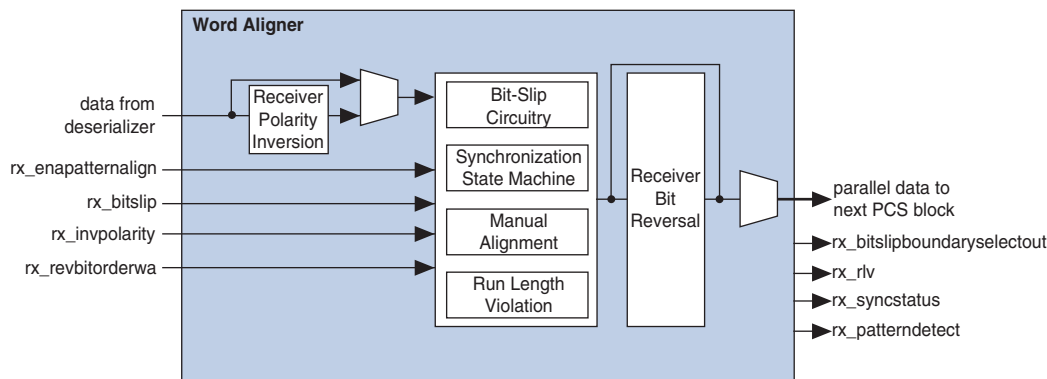 Word Aligner
data from
deserializer
Receiver
Polarity
Inversion
rx_enapatternalign
rx_bitslip
rx_invpolarity
rx_revbitorderwa
Bit-Slip
Circuitry
Synchronization
State Machine
Manual
Alignment
Run Length
Violation
Receiver
Bit
Reversal
parallel data to
next PCS block
rx_bitslipboundaryselectout
rx_rlv
rx_syncstatus
rx_patterndetect